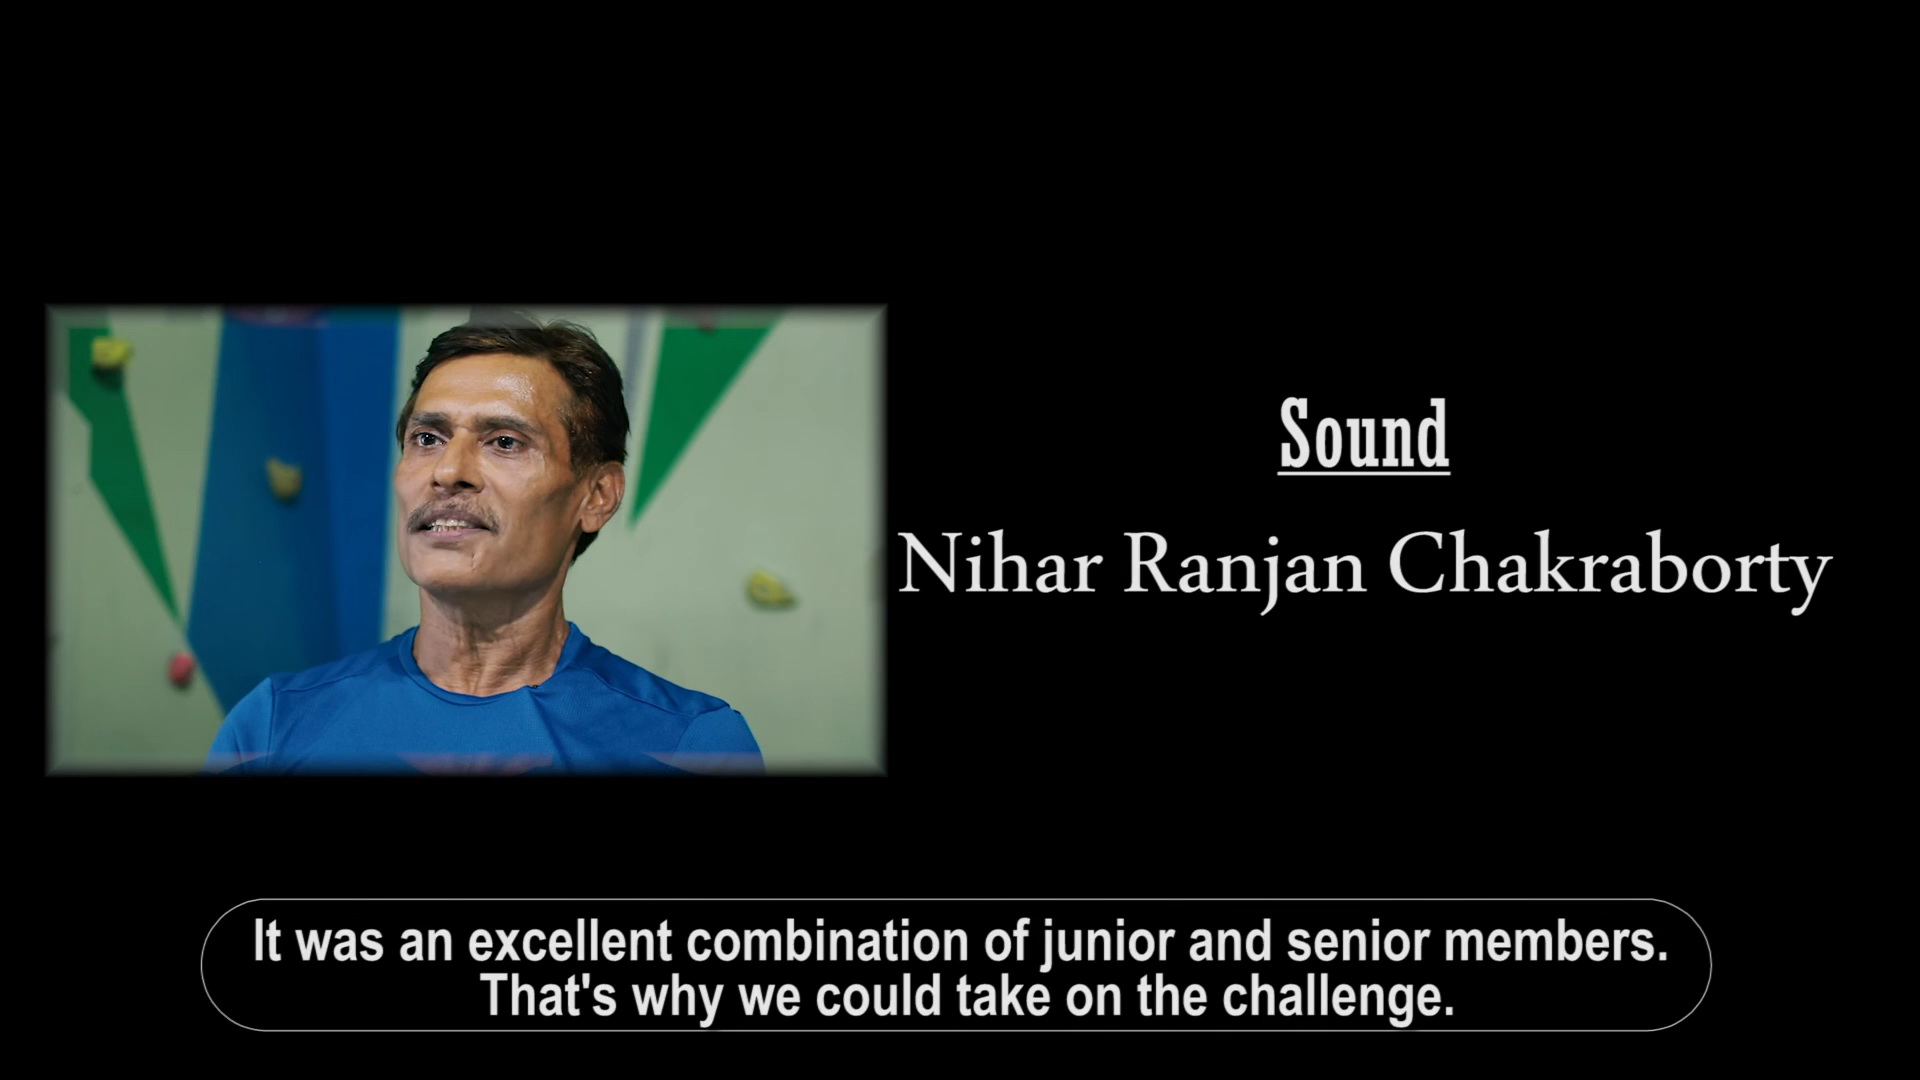 Sound
Nihar Ranjan Chakraborty
It was an excellent combination of junior and senior members.
That's why we could take on the challenge.